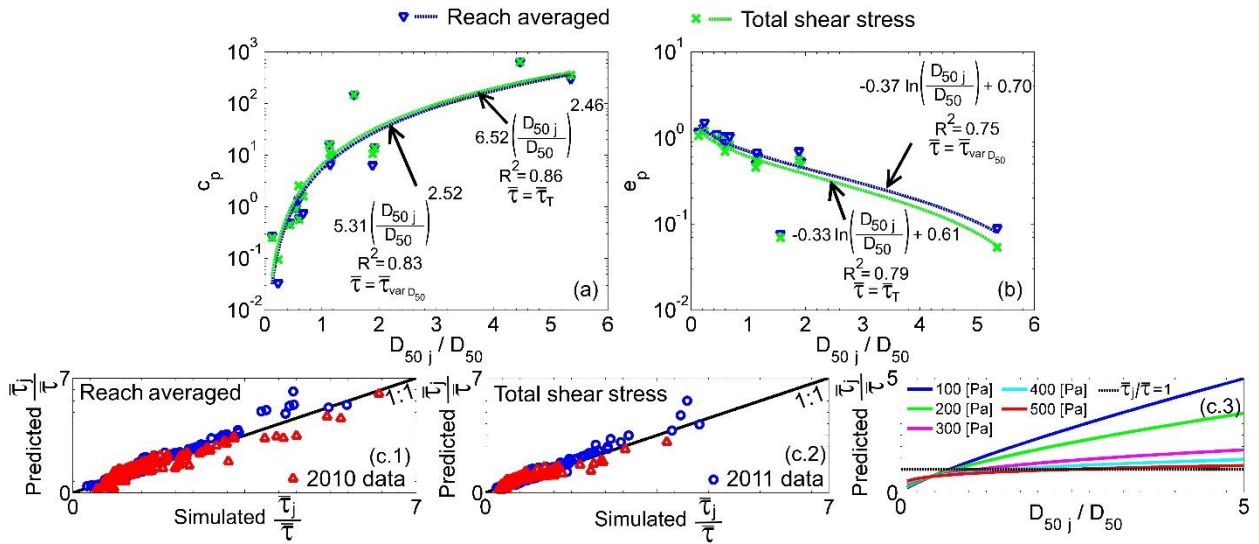 Reach averaged
Total shear stress
10³
10²
10¹
10⁰
10⁻¹
10⁻²
c_p
0 1 2 3 4 5 6
D_50 j / D_50
6.52 (D_50 j / D_50)^2.46
R² = 0.86
τ̅ = τ̅_T
5.31 (D_50 j / D_50)^2.52
R² = 0.83
τ̅ = τ̅_var D_50
(a)
10¹
10⁰
10⁻¹
10⁻²
e_p
0 1 2 3 4 5 6
D_50 j / D_50
-0.37 ln(D_50 j / D_50) + 0.70
R² = 0.75
τ̅ = τ̅_var D_50
-0.33 ln(D_50 j / D_50) + 0.61
R² = 0.79
τ̅ = τ̅_T
(b)
Predicted τ̅_j / τ̅
7
0
Reach averaged
1:1
(c.1)
2010 data
7
Simulated τ̅_j / τ̅
Predicted τ̅_j / τ̅
7
0
Total shear stress
1:1
(c.2)
2011 data
7
Simulated τ̅_j / τ̅
Predicted τ̅_j / τ̅
5
0
100 [Pa]
200 [Pa]
300 [Pa]
400 [Pa]
500 [Pa]
τ̅_j/τ̅=1
(c.3)
5
D_50 j / D_50